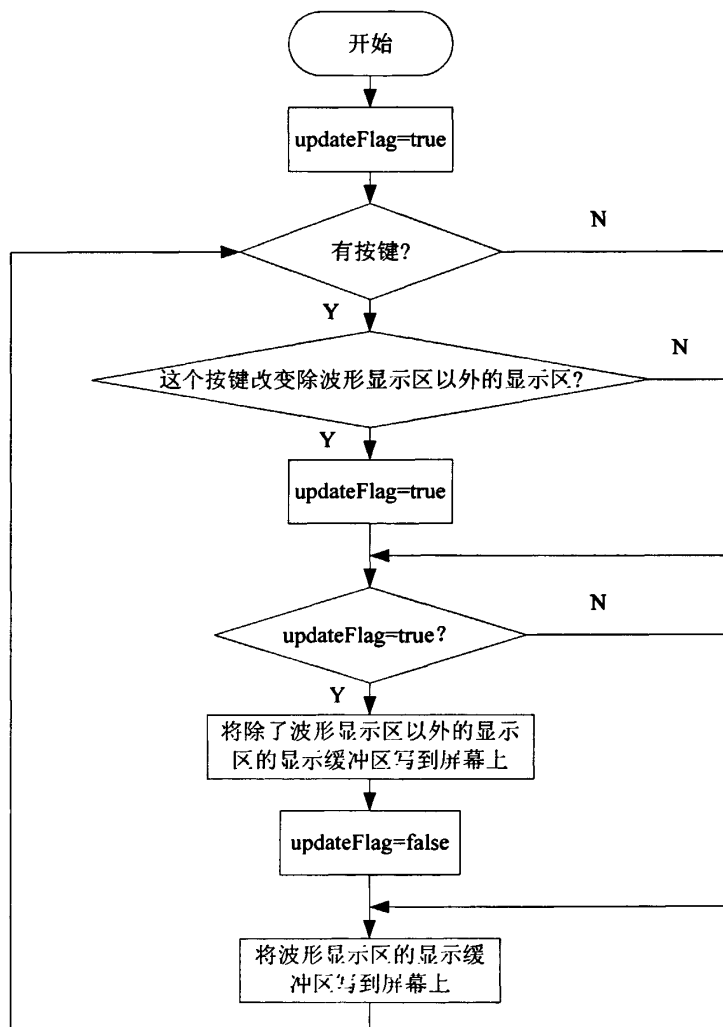 开始
updateFlag=true
N
有按键?
Y
N
这个按键改变除波形显示区以外的显示区?
Y
updateFlag=true
N
updateFlag=true?
Y
将除了波形显示区以外的显示
区的显示缓冲区写到屏幕上
updateFlag=false
将波形显示区的显示缓
冲区写到屏幕上